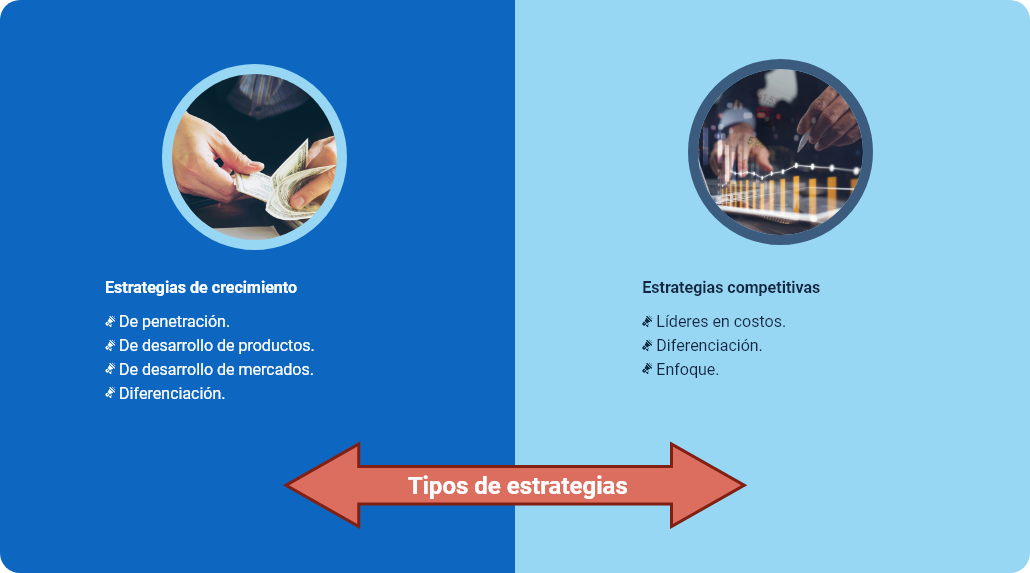 Estrategias de crecimiento
De penetración.
De desarrollo de productos.
De desarrollo de mercados.
Diferenciación.
Estrategias competitivas
Líderes en costos.
Diferenciación.
Enfoque.
Tipos de estrategias